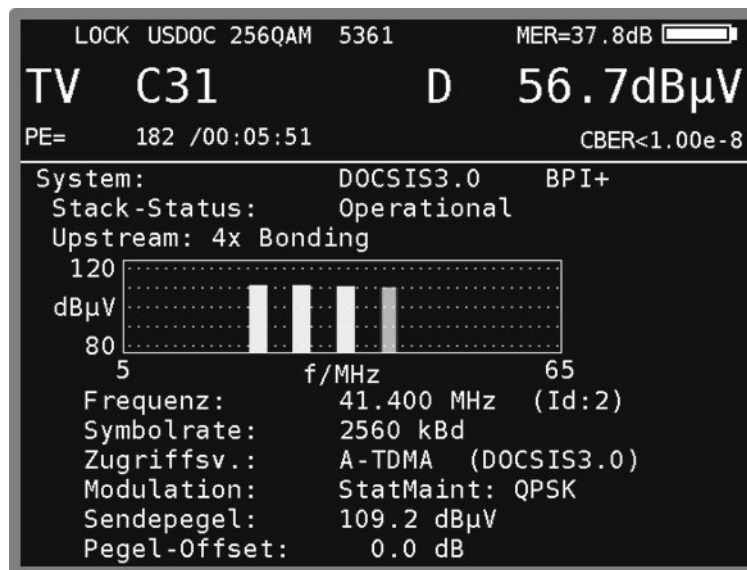 LOCK USDOC 256QAM 5361 MER=37.8dB
TV C31 D 56.7dBµV
PE= 182 /00:05:51 CBER<1.00e-8
System: DOCSIS3.0 BPI+
Stack-Status: Operational
Upstream: 4x Bonding
120
dBµV
80
5 f/MHz 65
Frequenz: 41.400 MHz (Id:2)
Symbolrate: 2560 kBd
Zugriffsv.: A-TDMA (DOCSIS3.0)
Modulation: StatMaint: QPSK
Sendepegel: 109.2 dBµV
Pegel-Offset: 0.0 dB